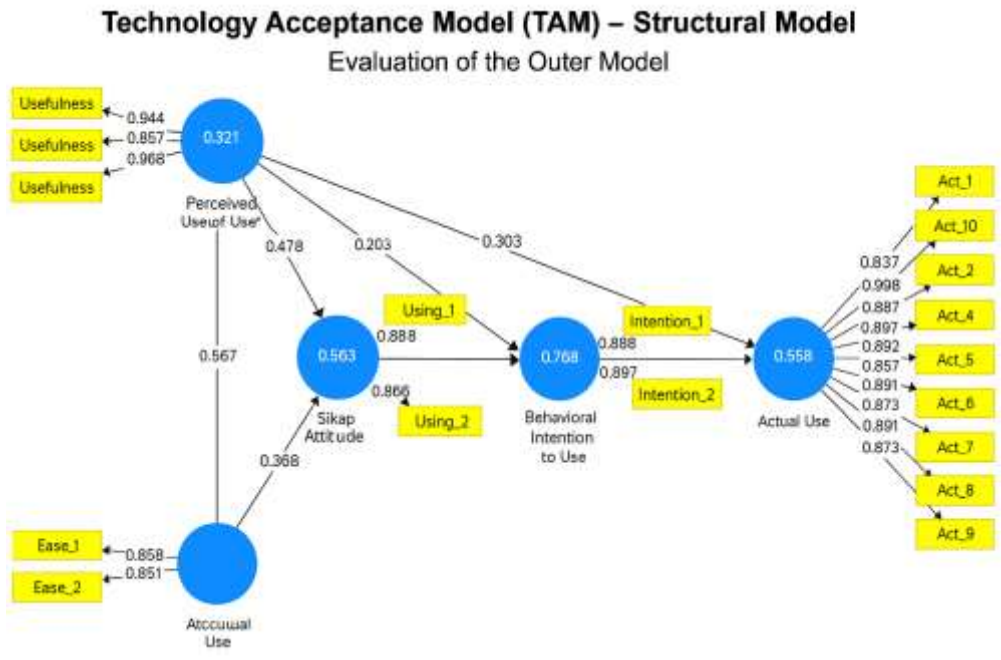 Technology Acceptance Model (TAM) – Structural Model
Evaluation of the Outer Model
Usefulness
0.944
0.857
0.968
Usefulness
Usefulness
0.321
Perceived
Useof Use
0.478
0.203
0.303
0.567
0.368
Using_1
0.888
0.866
Using_2
0.563
Sikap
Attitude
0.768
Behavioral
Intention
to Use
Intention_1
0.888
0.897
Intention_2
0.558
Actual Use
0.837
0.998
0.887
0.897
0.892
0.857
0.891
0.873
0.891
0.873
Act_1
Act_10
Act_2
Act_4
Act_5
Act_6
Act_7
Act_8
Act_9
Ease_1
0.858
0.851
Ease_2
Use